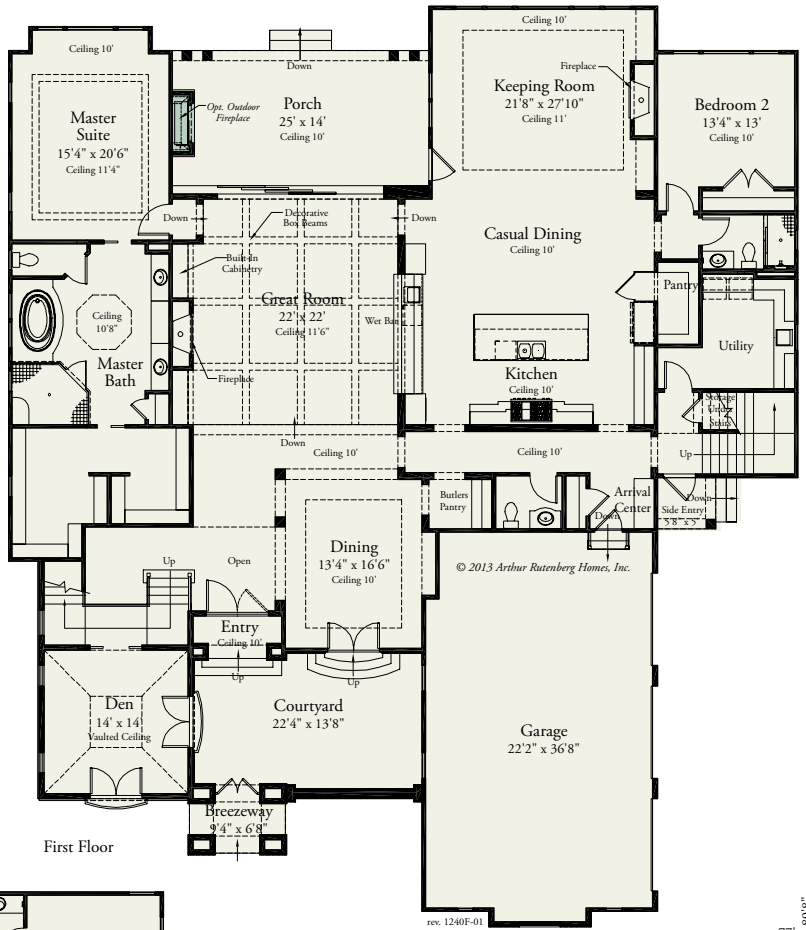 Ceiling 10'
Ceiling 10'
Down
Fireplace
Keeping Room
21'8" x 27'10"
Ceiling 11'
Opt. Outdoor
Fireplace
Porch
25' x 14'
Ceiling 10'
Bedroom 2
13'4" x 13'
Ceiling 10'
Master
Suite
15'4" x 20'6"
Ceiling 11'4"
Down
Decorative
Box Beams
Down
Casual Dining
Ceiling 10'
Built-In
Cabinetry
Great Room
22' x 22'
Ceiling 11'6"
Wet Bar
Pantry
Ceiling
10'8"
Utility
Master
Bath
Fireplace
Kitchen
Ceiling 10'
Storage
Under
Stairs
Down
Ceiling 10'
Ceiling 10'
Up
Butlers
Pantry
Arrival
Center
Down
Down
Side Entry
5'8" x 5'
Dining
13'4" x 16'6"
Ceiling 10'
Up
Open
© 2013 Arthur Rutenberg Homes, Inc.
Entry
Ceiling 10'
Up
Up
Den
14' x 14'
Vaulted Ceiling
Courtyard
22'4" x 13'8"
Garage
22'2" x 36'8"
Breezeway
9'4" x 6'8"
First Floor
rev. 1240F-01
80'8"